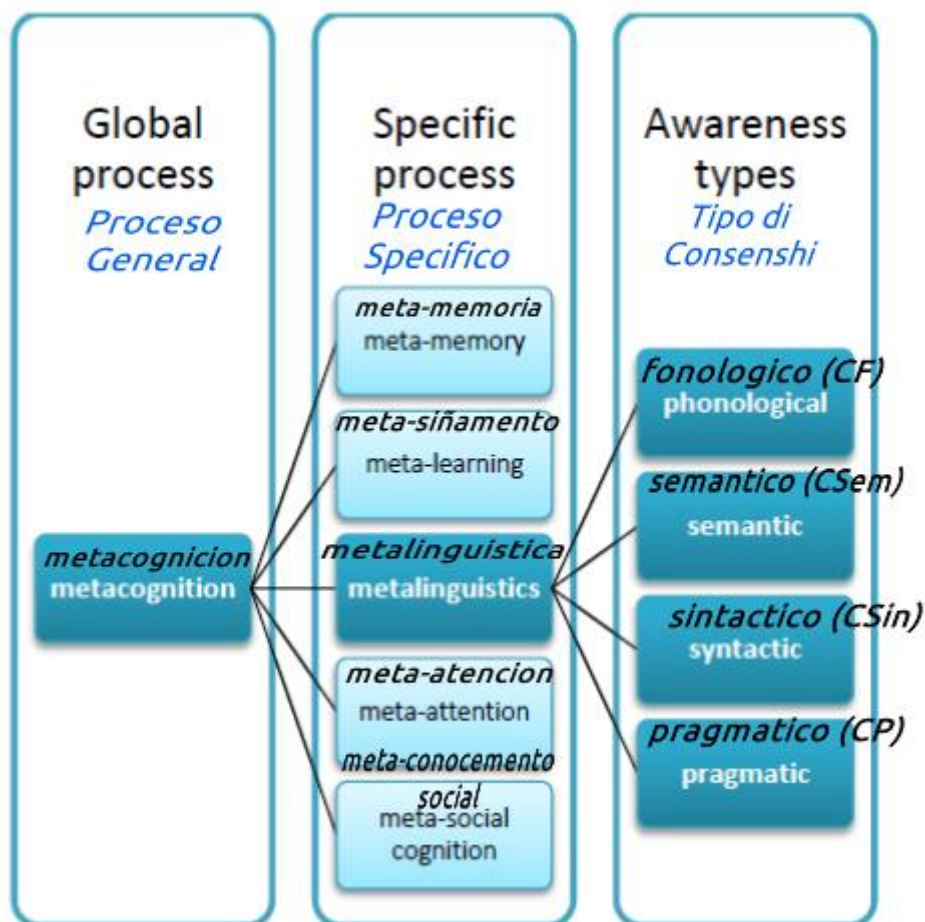 Global
process
Proceso
General
metacognicion
metacognition
Specific
process
Proceso
Specifico
meta-memoria
meta-memory
meta-siñamento
meta-learning
metalinguistica
metalinguistics
meta-atencion
meta-attention
meta-conocemento
social
meta-social
cognition
Awareness
types
Tipo di
Consenshi
fonologico (CF)
phonological
semantico (CSem)
semantic
sintactico (CSin)
syntactic
pragmatico (CP)
pragmatic